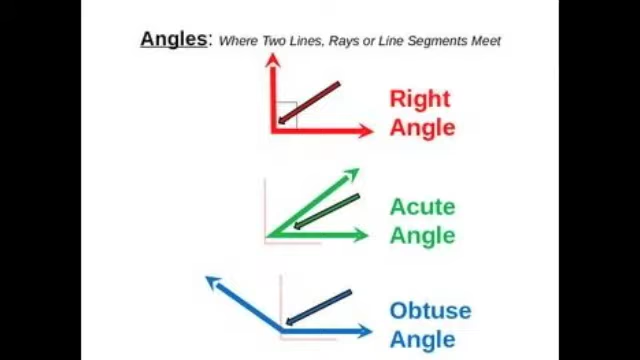 Angles: Where Two Lines, Rays or Line Segments Meet
Right
Angle
Acute
Angle
Obtuse
Angle